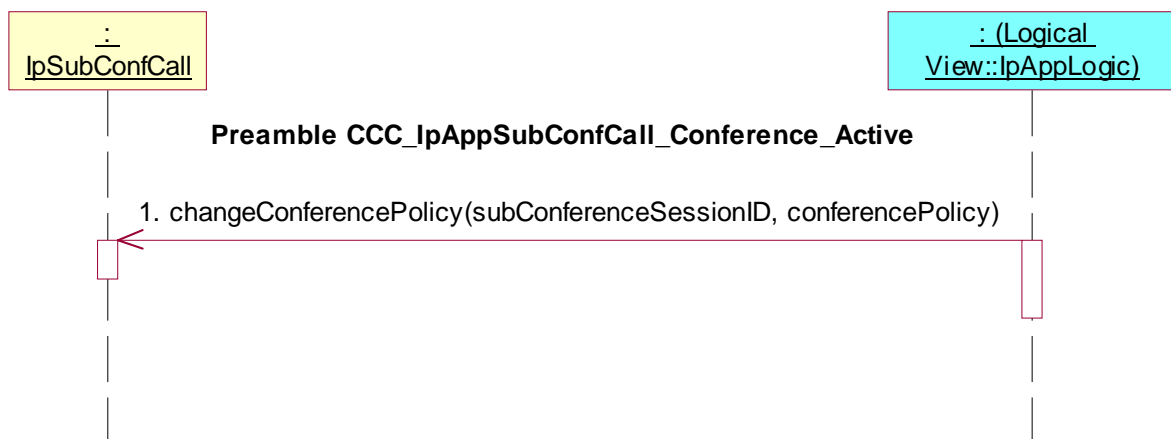 :
IpSubConfCall
: (Logical
View::IpAppLogic)
Preamble CCC_IpAppSubConfCall_Conference_Active
1. changeConferencePolicy(subConferenceSessionID, conferencePolicy)